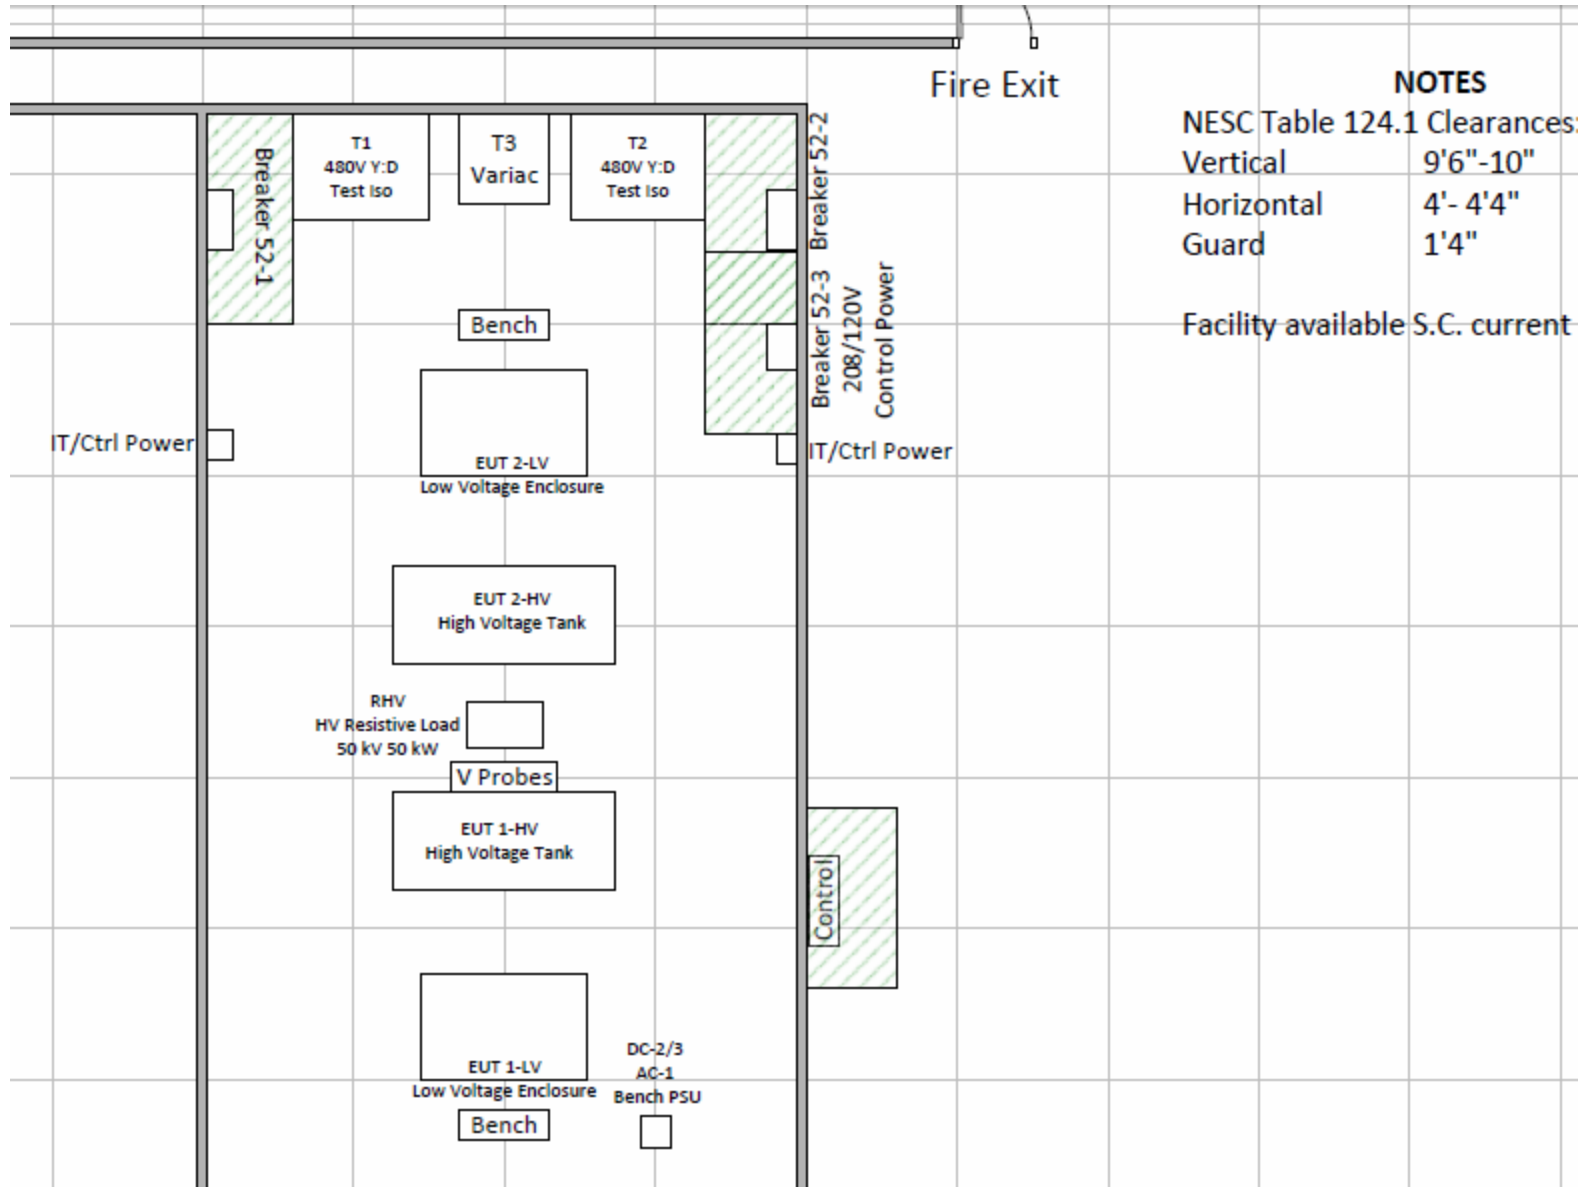 Fire Exit
NOTES
NESC Table 124.1 Clearances:
Vertical 9'6"-10"
Horizontal 4'- 4'4"
Guard 1'4"
Facility available S.C. current
Breaker 52-1
T1
480V Y:D
Test Iso
T3
Variac
T2
480V Y:D
Test Iso
Breaker 52-2
Breaker 52-3
208/120V
Control Power
Bench
IT/Ctrl Power
EUT 2-LV
Low Voltage Enclosure
IT/Ctrl Power
EUT 2-HV
High Voltage Tank
RHV
HV Resistive Load
50 kV 50 kW
V Probes
EUT 1-HV
High Voltage Tank
Control
EUT 1-LV
Low Voltage Enclosure
Bench
DC-2/3
AC-1
Bench PSU